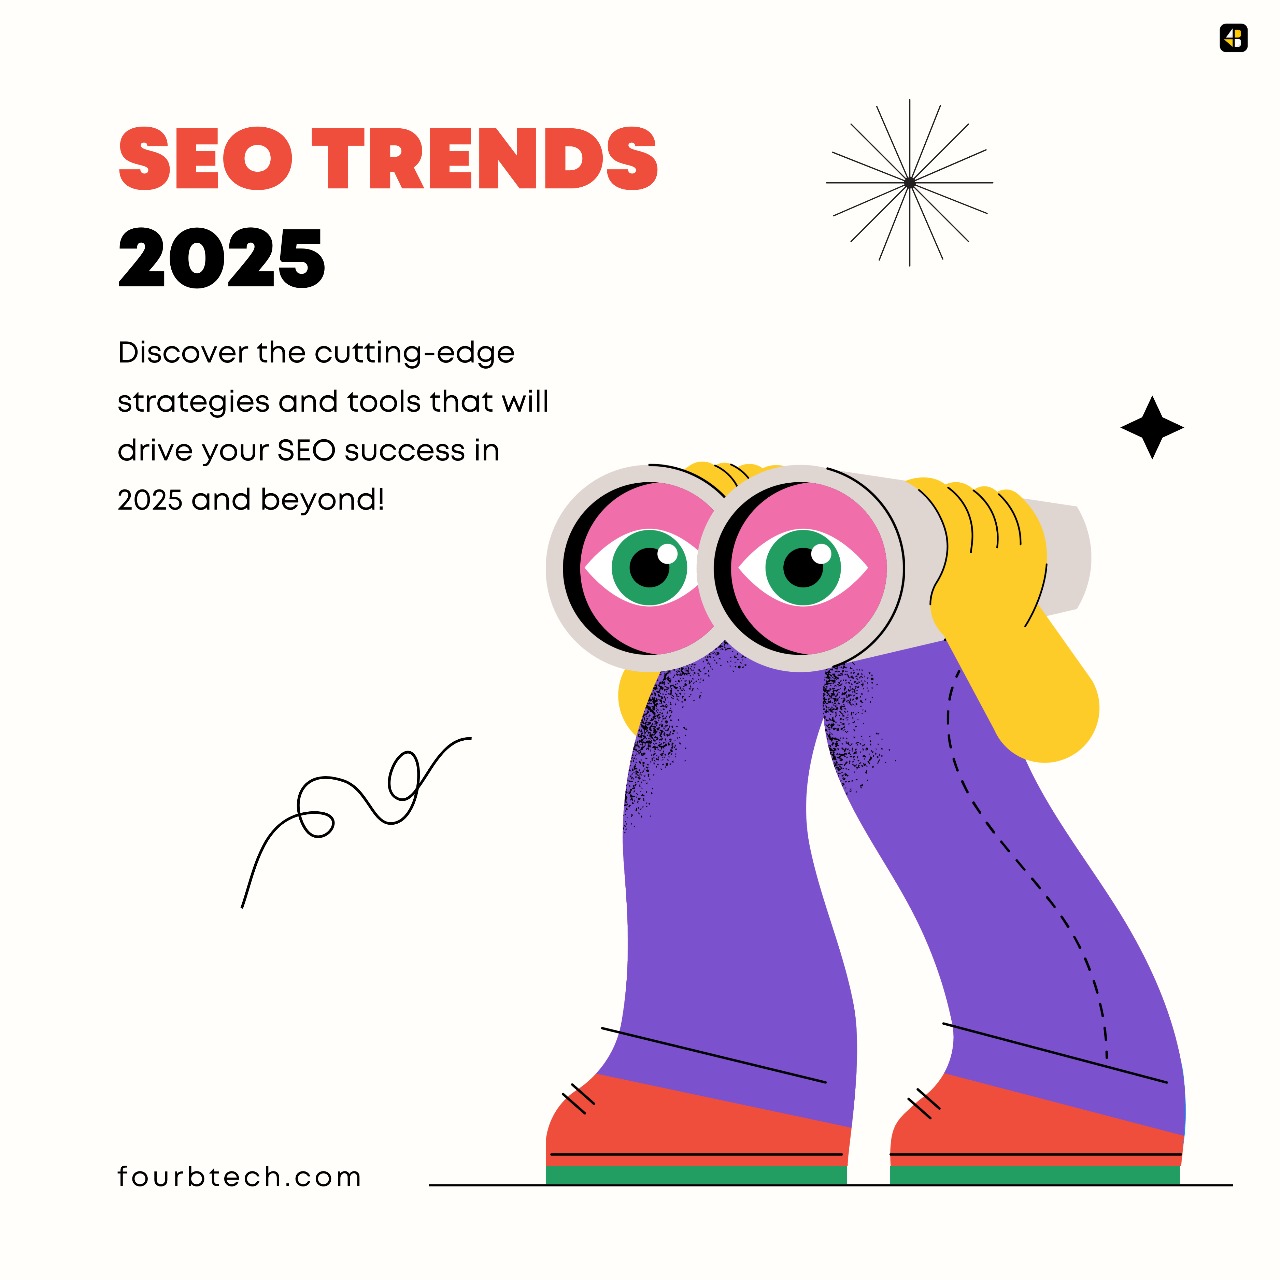 SEO TRENDS
2025
Discover the cutting-edge
strategies and tools that will
drive your SEO success in
2025 and beyond!
fourbtech.com
4B